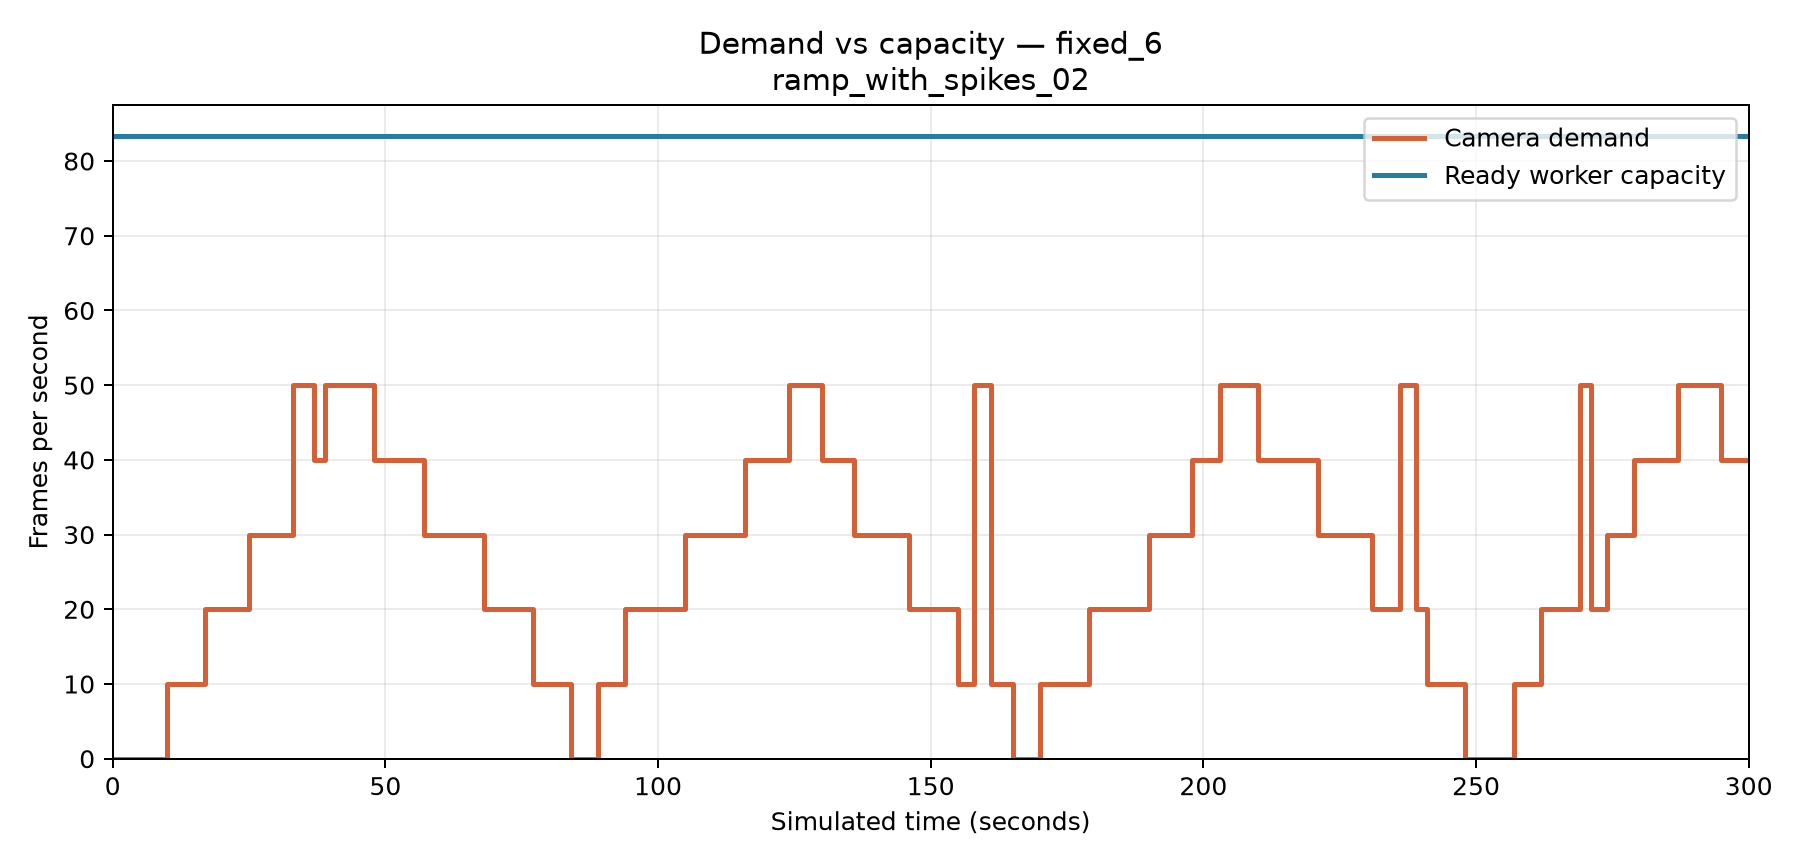 Demand vs capacity — fixed_6
ramp_with_spikes_02
Camera demand
Ready worker capacity
Frames per second
80
70
60
50
40
30
20
10
0
0 50 100 150 200 250 300
Simulated time (seconds)